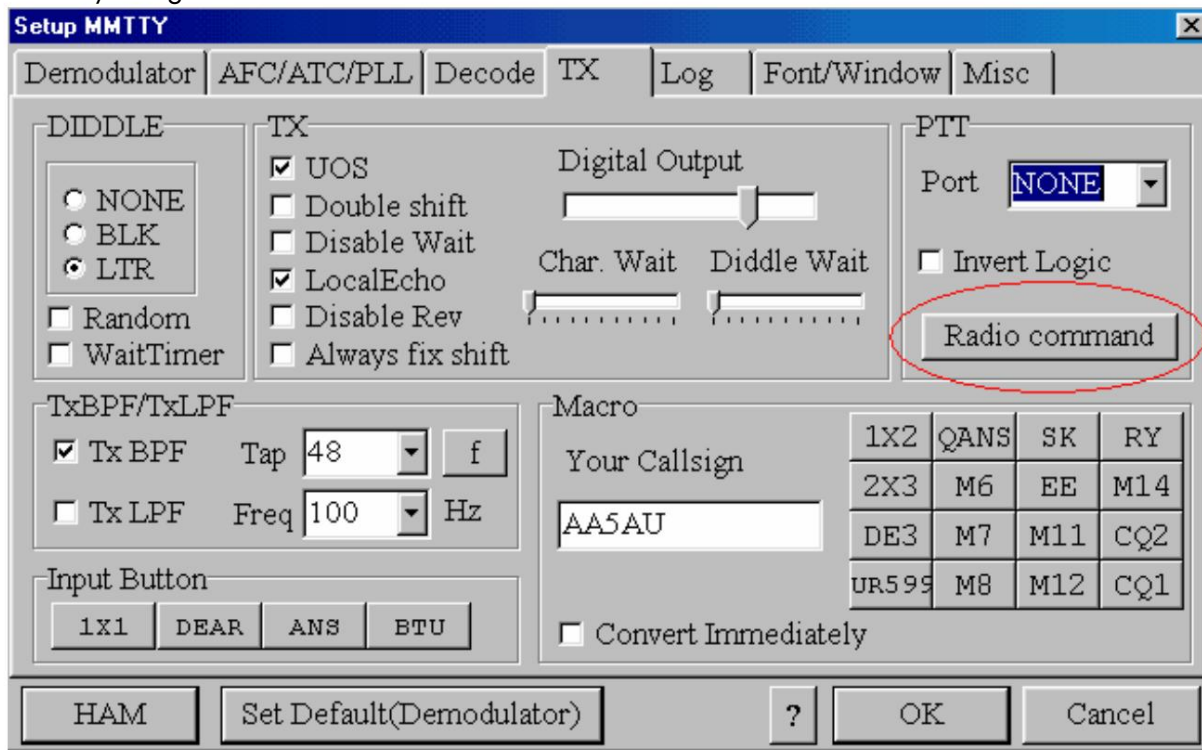 Setup MMTTY
Demodulator AFC/ATC/PLL Decode TX Log Font/Window Misc
DIDDLE
NONE
BLK
LTR
Random
WaitTimer
TX
UOS
Double shift
Disable Wait
LocalEcho
Disable Rev
Always fix shift
Digital Output
Char. Wait Diddle Wait
PTT
Port NONE
Invert Logic
Radio command
TxBPF/TxLPF
Tx BPF Tap 48 f
Tx LPF Freq 100 Hz
Input Button
1X1 DEAR ANS BTU
Macro
Your Callsign
AA5AU
Convert Immediately
1X2 QANS SK RY
2X3 M6 EE M14
DE3 M7 M11 CQ2
UR599 M8 M12 CQ1
HAM Set Default(Demodulator) ? OK Cancel